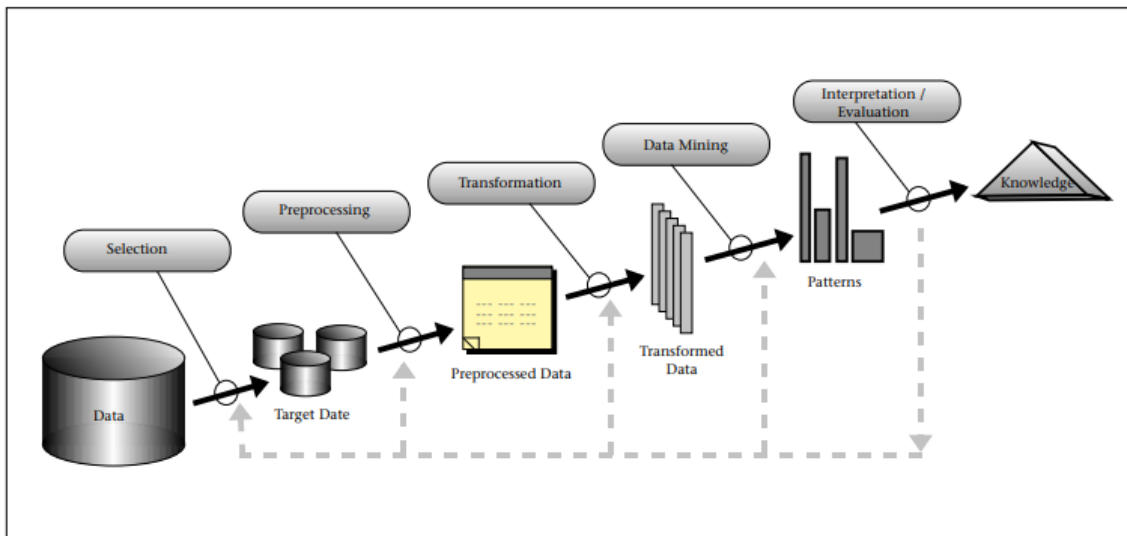 Interpretation /
Evaluation
Data Mining
Transformation
Knowledge
Preprocessing
Selection
Patterns
Transformed
Data
Preprocessed Data
Data
Target Date